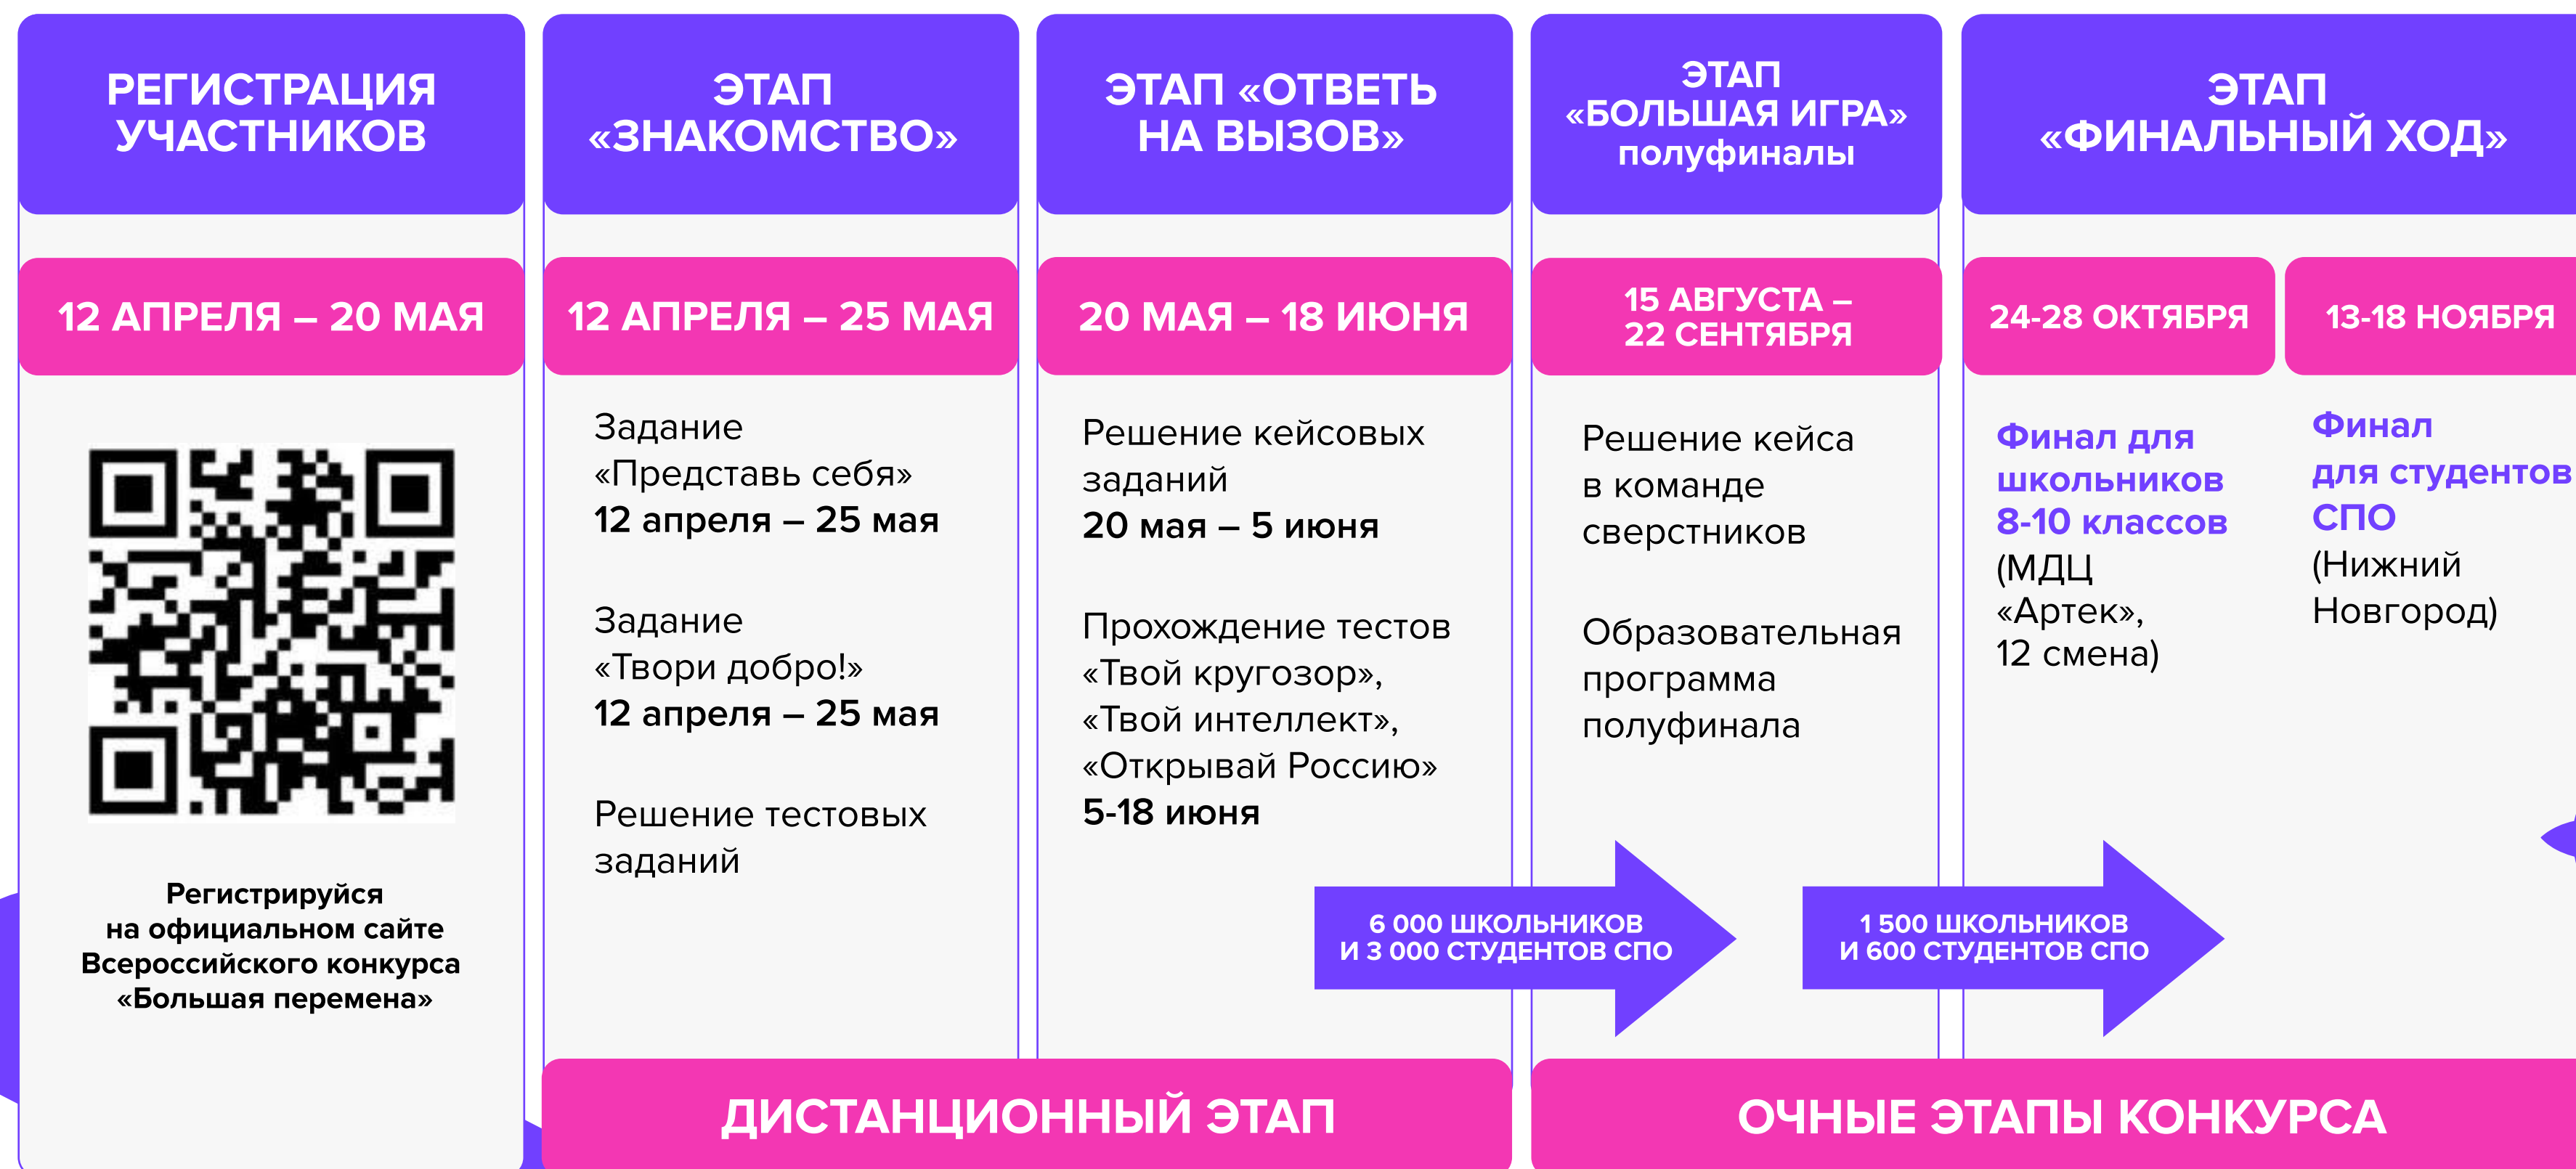 РЕГИСТРАЦИЯ
УЧАСТНИКОВ
12 АПРЕЛЯ – 20 МАЯ
Регистрируйся
на официальном сайте
Всероссийского конкурса
«Большая перемена»
ЭТАП
«ЗНАКОМСТВО»
12 АПРЕЛЯ – 25 МАЯ
Задание
«Представь себя»
12 апреля – 25 мая
Задание
«Твори добро!»
12 апреля – 25 мая
Решение тестовых
заданий
ЭТАП «ОТВЕТЬ
НА ВЫЗОВ»
20 МАЯ – 18 ИЮНЯ
Решение кейсовых
заданий
20 мая – 5 июня
Прохождение тестов
«Твой кругозор»,
«Твой интеллект»,
«Открывай Россию»
5-18 июня
6 000 ШКОЛЬНИКОВ
И 3 000 СТУДЕНТОВ СПО
ДИСТАНЦИОННЫЙ ЭТАП
ЭТАП
«БОЛЬШАЯ ИГРА»
полуфиналы
15 АВГУСТА –
22 СЕНТЯБРЯ
Решение кейса
в команде
сверстников
Образовательная
программа
полуфинала
1 500 ШКОЛЬНИКОВ
И 600 СТУДЕНТОВ СПО
ЭТАП
«ФИНАЛЬНЫЙ ХОД»
24-28 ОКТЯБРЯ
Финал для
школьников
8-10 классов
(МДЦ
«Артек»,
12 смена)
13-18 НОЯБРЯ
Финал
для студентов
СПО
(Нижний
Новгород)
ОЧНЫЕ ЭТАПЫ КОНКУРСА